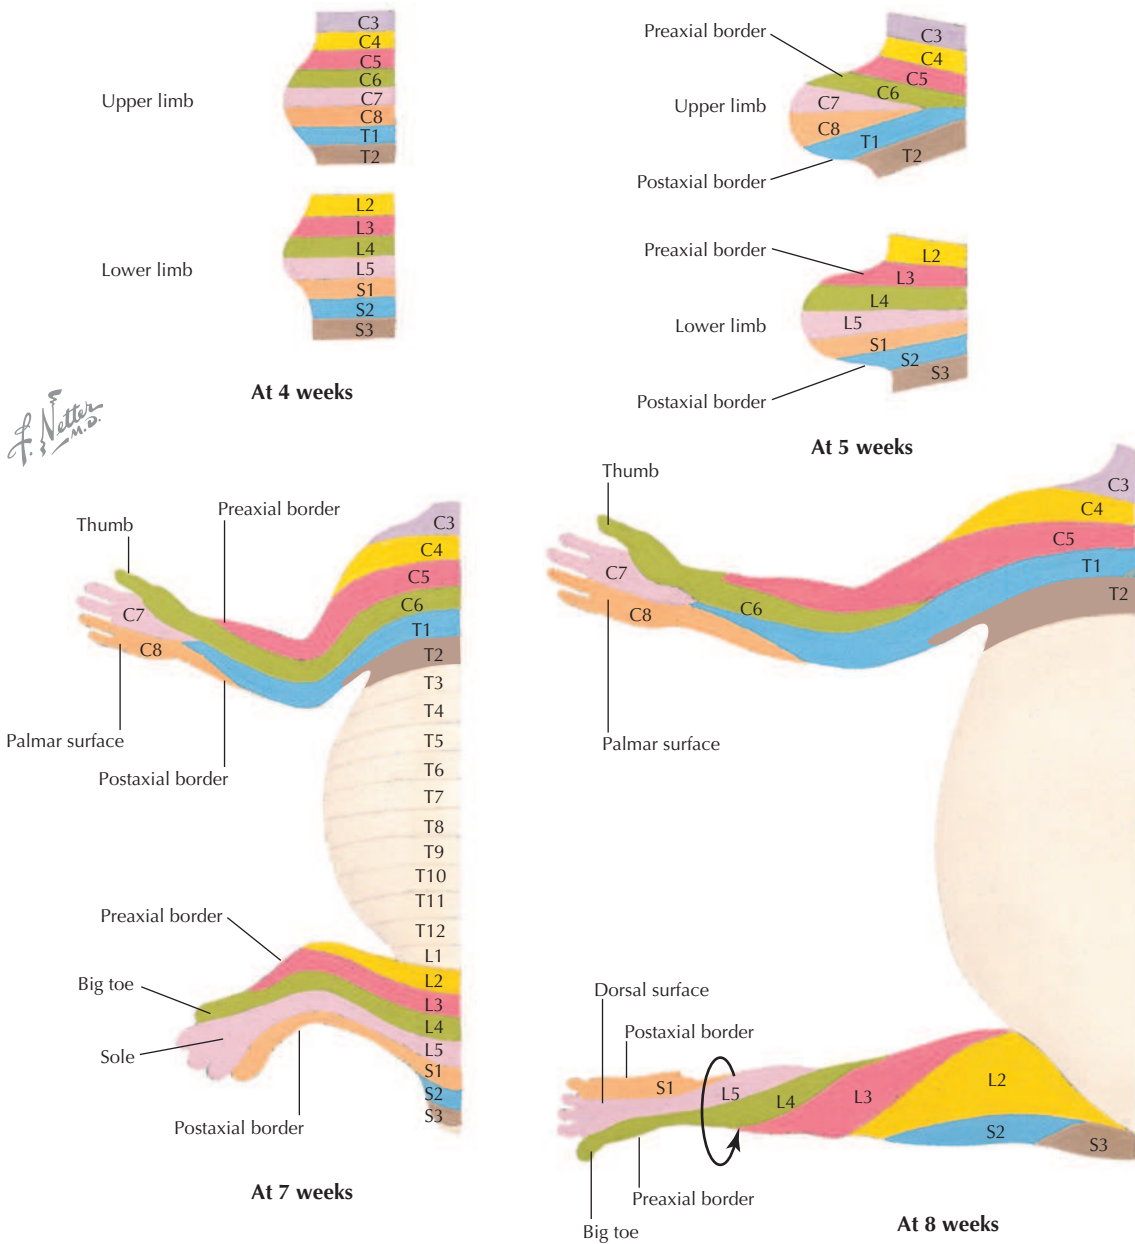 C3
C4
C5
C6
Upper limb
C7
C8
T1
T2
L2
L3
L4
Lower limb
L5
S1
S2
S3
At 4 weeks
Preaxial border
C3
C4
C5
C6
Upper limb
C7
C8
T1
T2
Postaxial border
Preaxial border
L2
L3
L4
Lower limb
L5
S1
S2
S3
Postaxial border
At 5 weeks
F. Netter
M.D.
Preaxial border
Thumb
C3
C4
C5
C6
C7
T1
C8
T2
T3
T4
Palmar surface
T5
Postaxial border
T6
T7
T8
T9
T10
T11
Preaxial border
T12
L1
Big toe
L2
L3
L4
Sole
L5
S1
S2
S3
Postaxial border
At 7 weeks
Thumb
C3
C4
C5
T1
C7
T2
C6
C8
Palmar surface
Dorsal surface
Postaxial border
S1
L5
L4
L3
L2
S2
S3
Preaxial border
Big toe
At 8 weeks